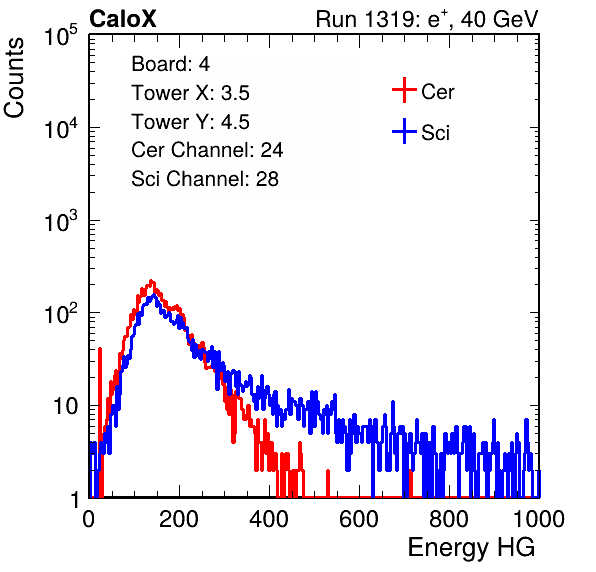 CaloX Run 1319: e⁺, 40 GeV
Counts
Board: 4
Tower X: 3.5
Tower Y: 4.5
Cer Channel: 24
Sci Channel: 28
Cer
Sci
10⁵
10⁴
10³
10²
10
1
0 200 400 600 800 1000
Energy HG